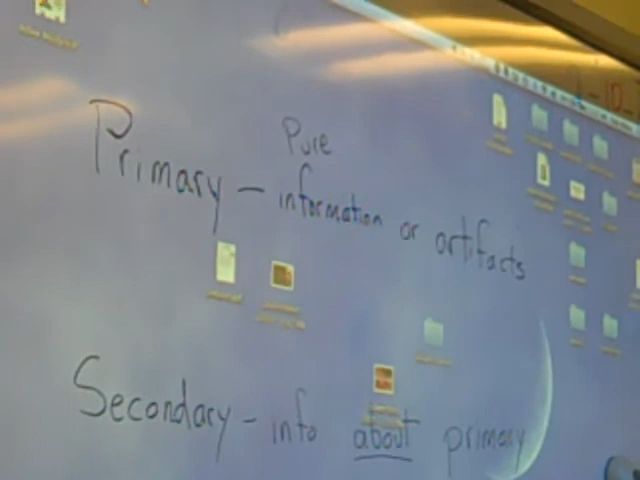 Pure
Primary - information or artifacts
Secondary - info about primary